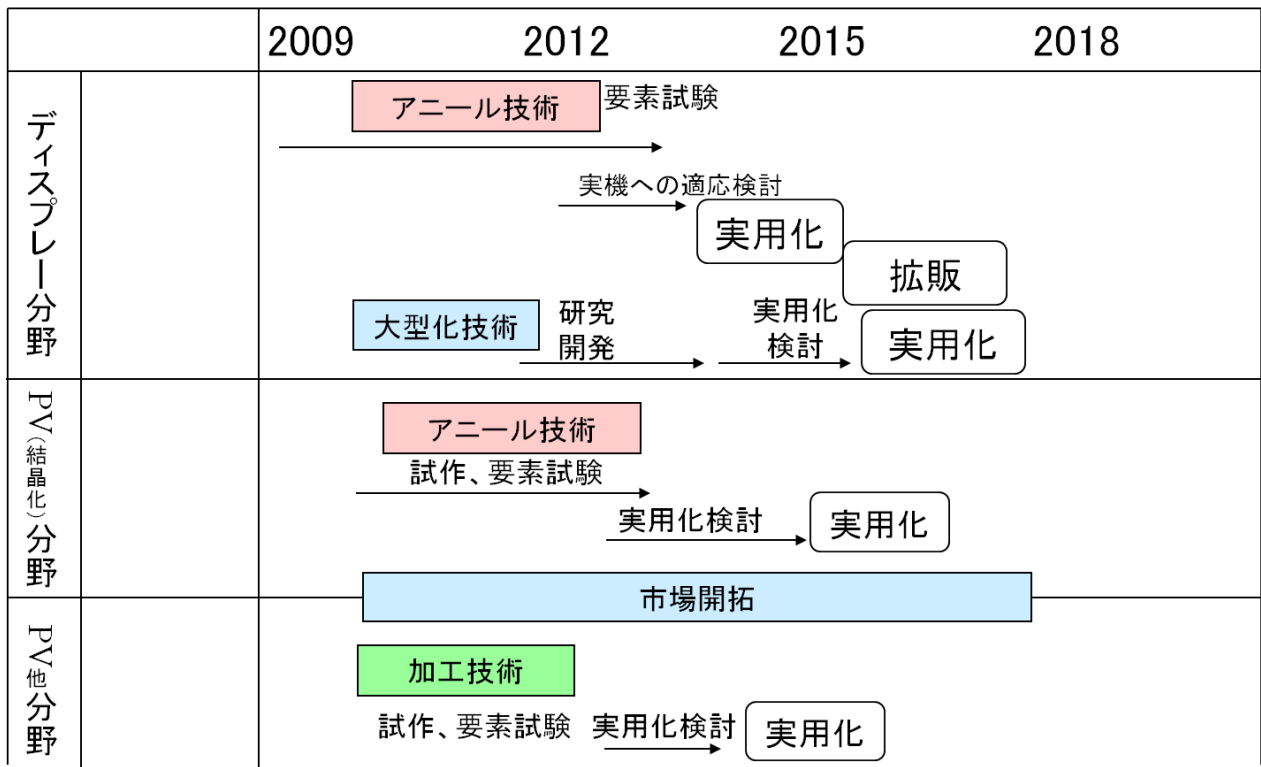 2009 2012 2015 2018
ディスプレー分野
アニール技術 要素試験
実機への適応検討
実用化
拡販
大型化技術
研究
開発
実用化
検討
実用化
PV(結晶化)分野
アニール技術
試作、要素試験
実用化検討
実用化
市場開拓
PV他分野
加工技術
試作、要素試験 実用化検討
実用化